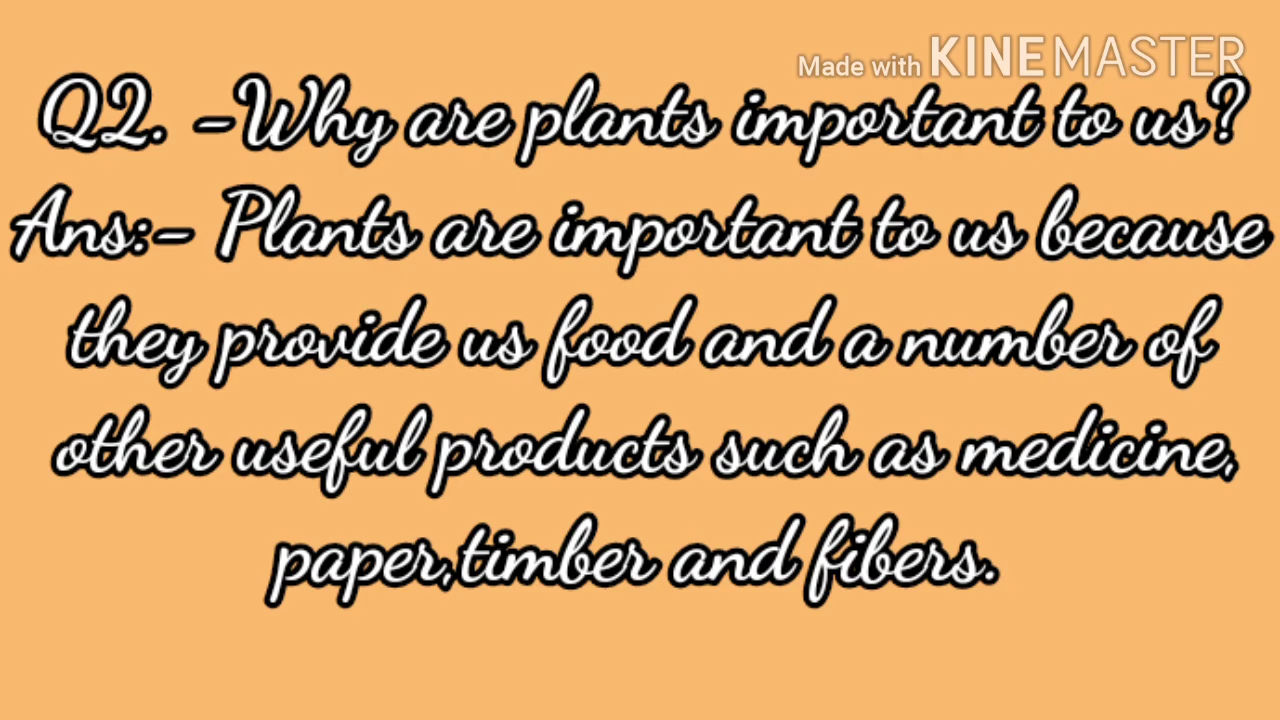 Made with KINEMASTER
Q2. -Why are plants important to us?
Ans:- Plants are important to us because
they provide us food and a number of
other useful products such as medicine,
paper,timber and fibers.